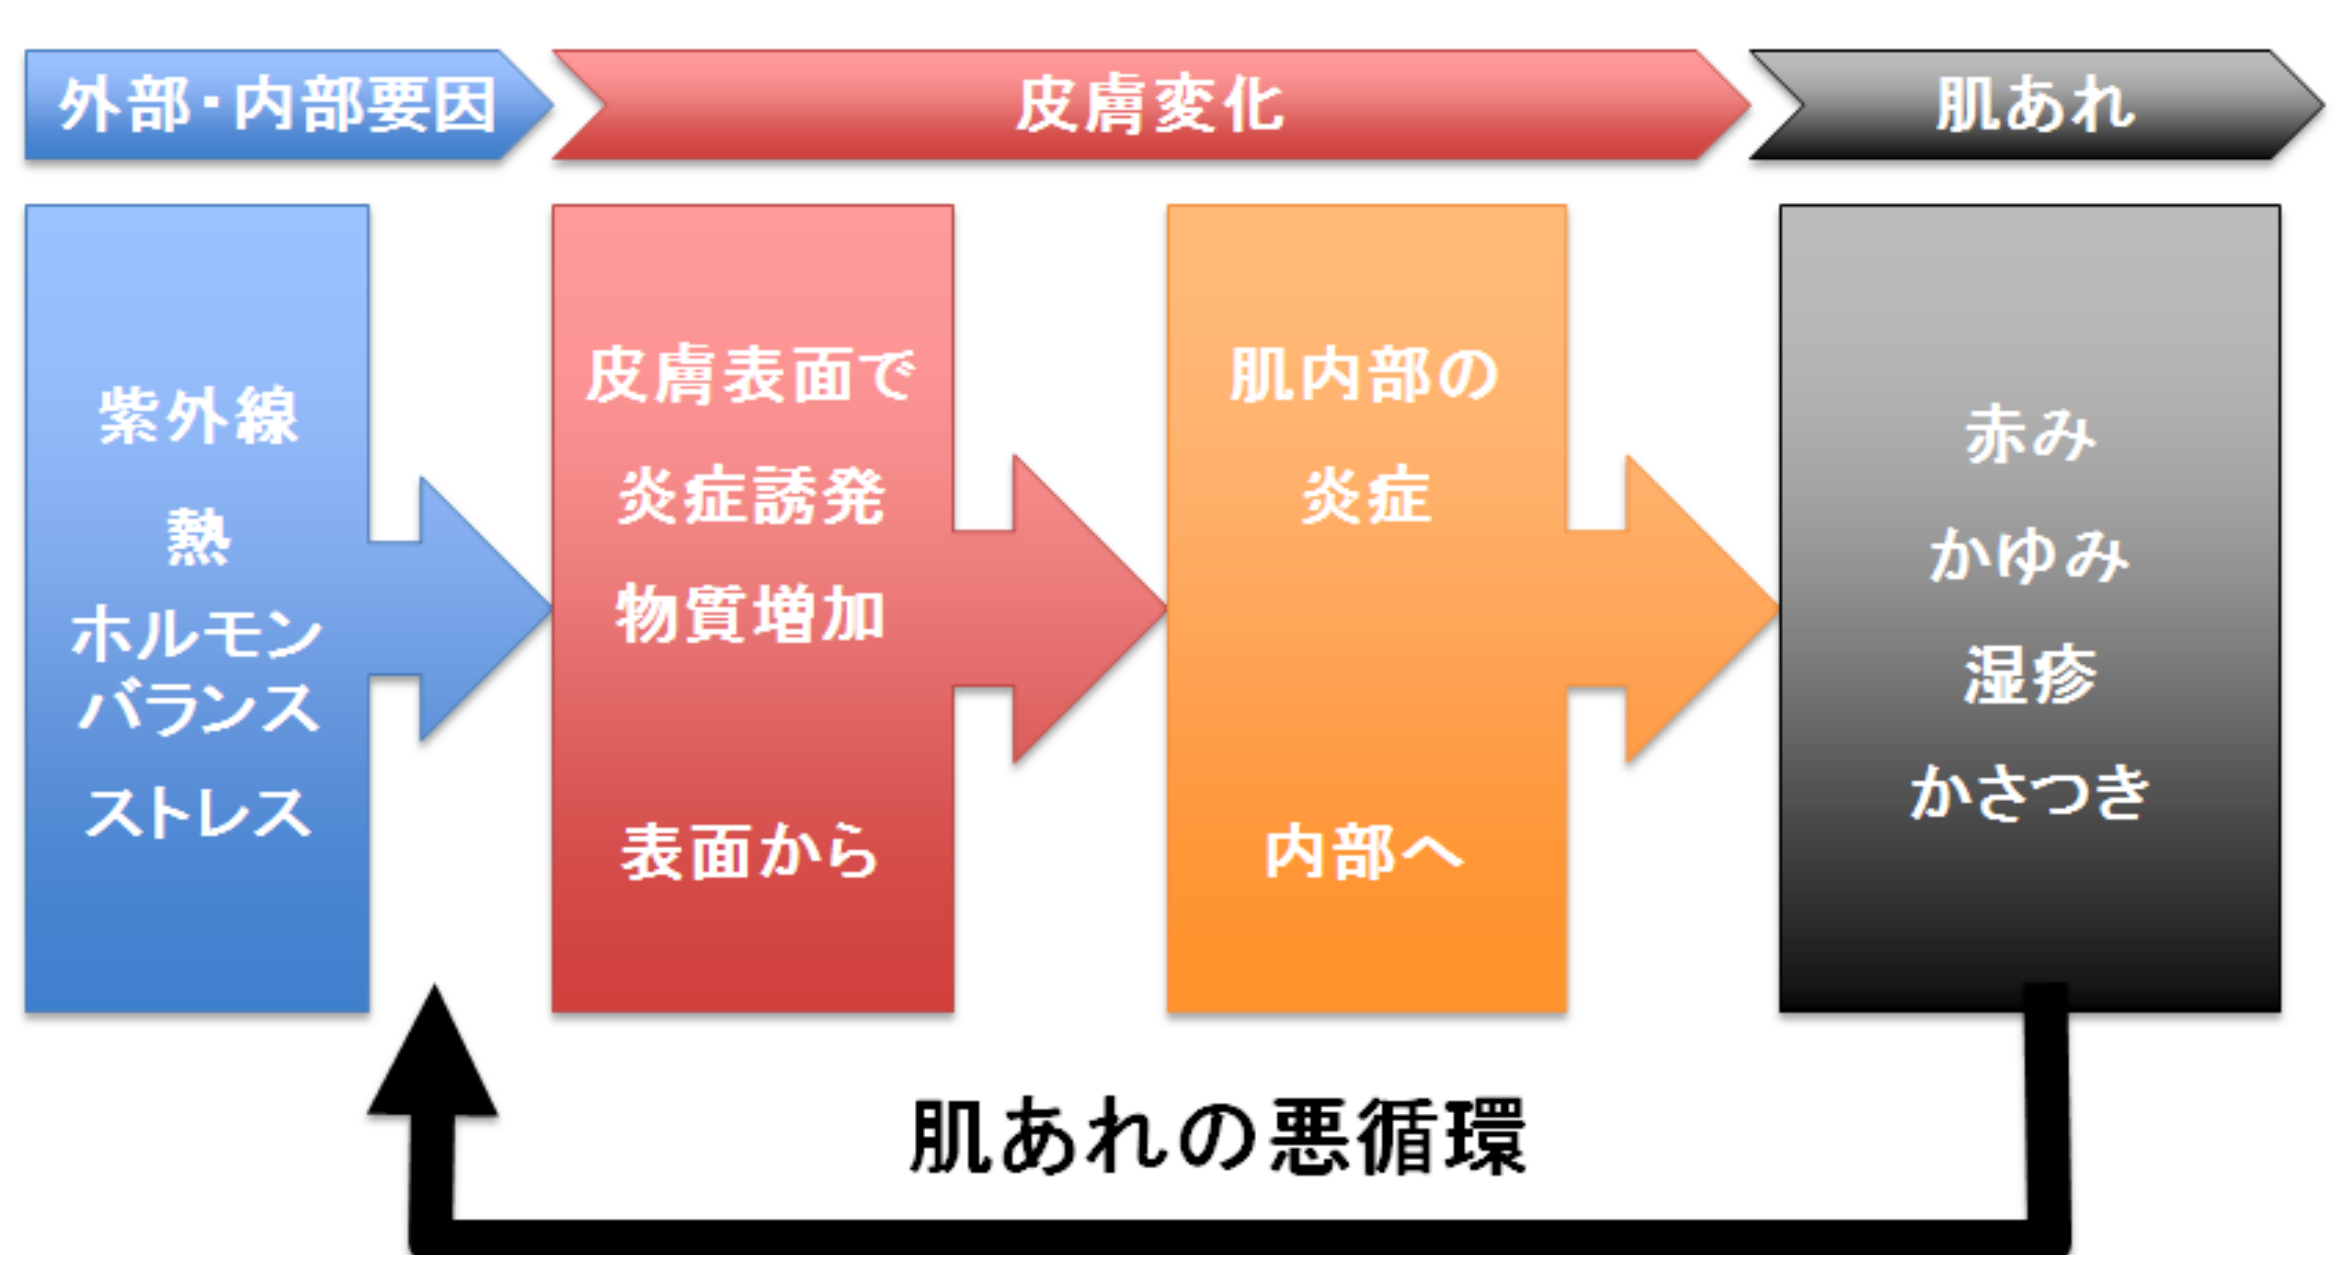 外部・内部要因
皮膚変化
肌あれ
紫外線
熱
ホルモン
バランス
ストレス
皮膚表面で
炎症誘発
物質増加
表面から
肌内部の
炎症
内部へ
赤み
かゆみ
湿疹
かさつき
肌あれの悪循環